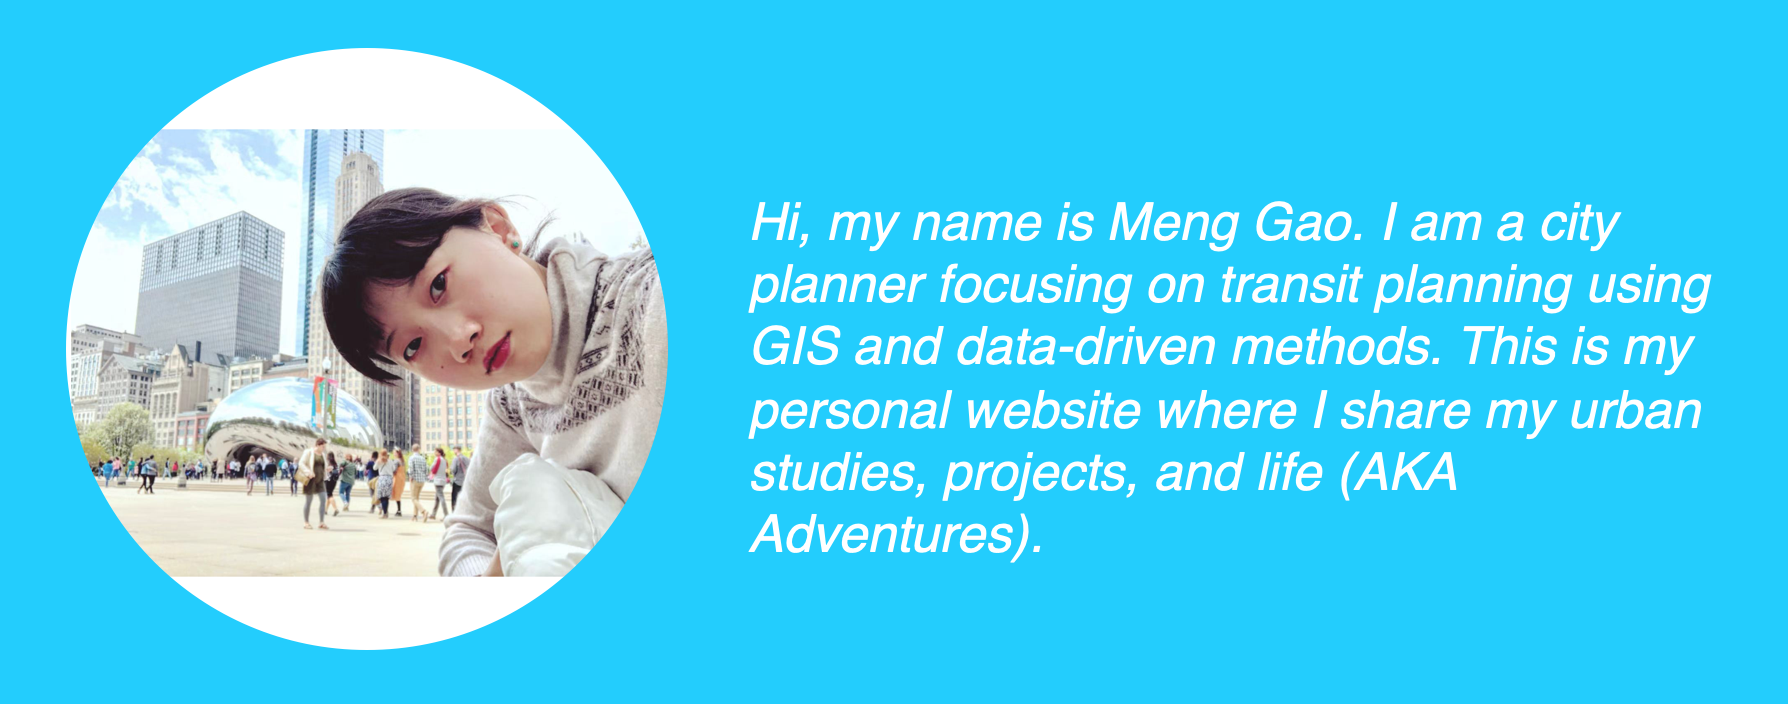 Hi, my name is Meng Gao. I am a city
planner focusing on transit planning using
GIS and data-driven methods. This is my
personal website where I share my urban
studies, projects, and life (AKA
Adventures).